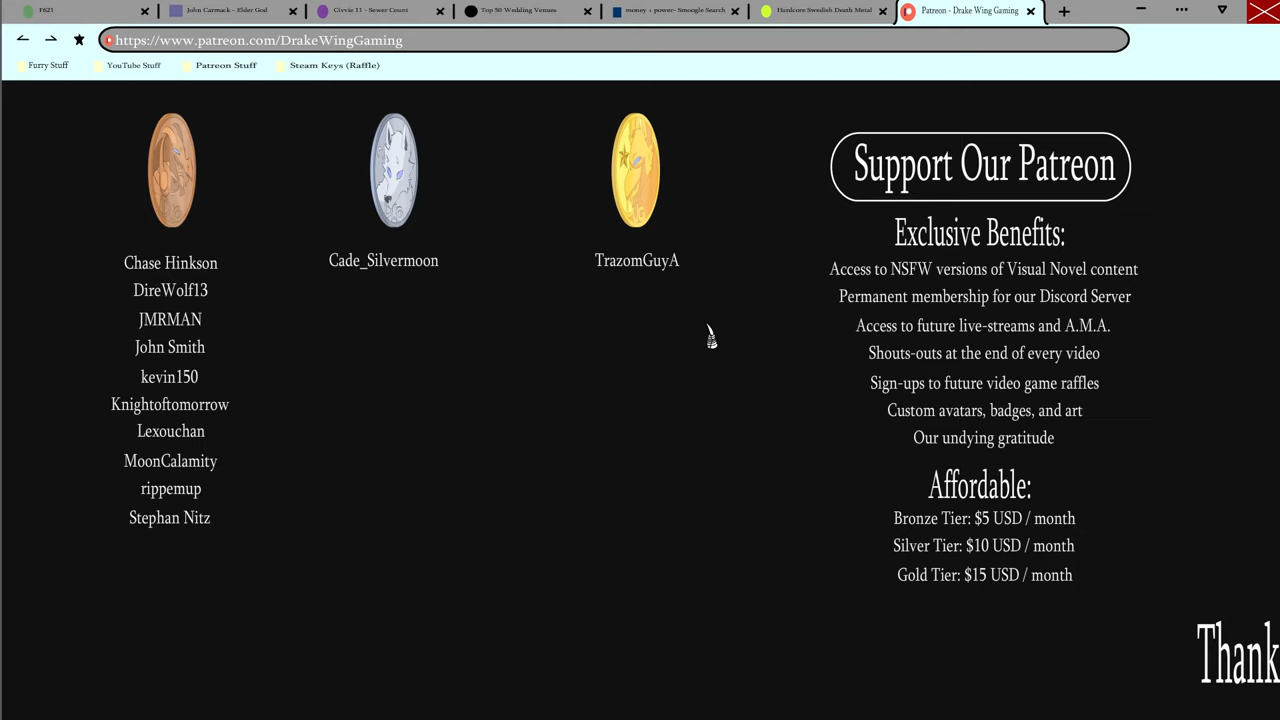 F621
John Carmack - Elder God
Civvie 11 - Sewer Count
Top 50 Wedding Venues
money + power- Smoogle Search
Hardcore Swedish Death Metal
Patreon - Drake Wing Gaming
https://www.patreon.com/DrakeWingGaming
Furry Stuff
YouTube Stuff
Patreon Stuff
Steam Keys (Raffle)
Chase Hinkson
DireWolf13
JMRMAN
John Smith
kevin150
Knightoftomorrow
Lexouchan
MoonCalamity
rippemup
Stephan Nitz
Cade_Silvermoon
TrazomGuyA
Support Our Patreon
Exclusive Benefits:
Access to NSFW versions of Visual Novel content
Permanent membership for our Discord Server
Access to future live-streams and A.M.A.
Shouts-outs at the end of every video
Sign-ups to future video game raffles
Custom avatars, badges, and art
Our undying gratitude
Affordable:
Bronze Tier: $5 USD / month
Silver Tier: $10 USD / month
Gold Tier: $15 USD / month
Thank